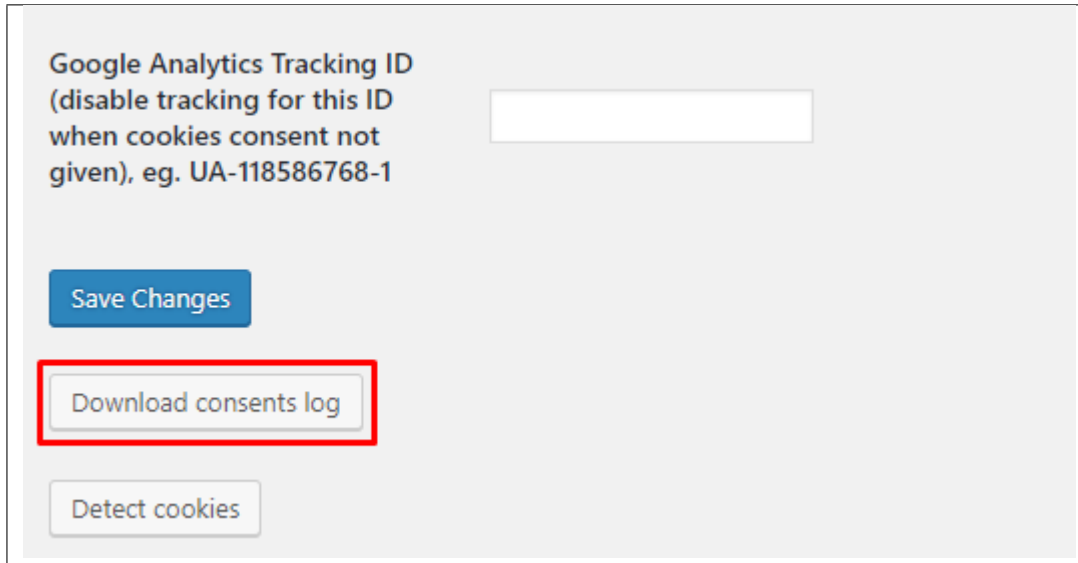 Google Analytics Tracking ID
(disable tracking for this ID
when cookies consent not
given), eg. UA-118586768-1
Save Changes
Download consents log
Detect cookies